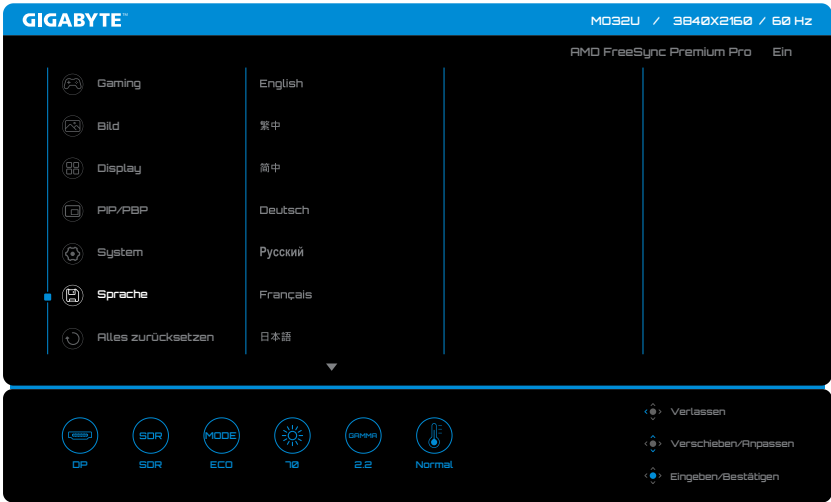 GIGABYTE™
MO32U / 3840X2160 / 60 Hz
AMD FreeSync Premium Pro Ein
Gaming
Bild
Display
PIP/PBP
System
Sprache
Alles zurücksetzen
English
繁中
简中
Deutsch
Русский
Français
日本語
DP
SDR
SDR
MODE
ECO
70
GAMMA
2.2
Normal
Verlassen
Verschieben/Anpassen
Eingeben/Bestätigen